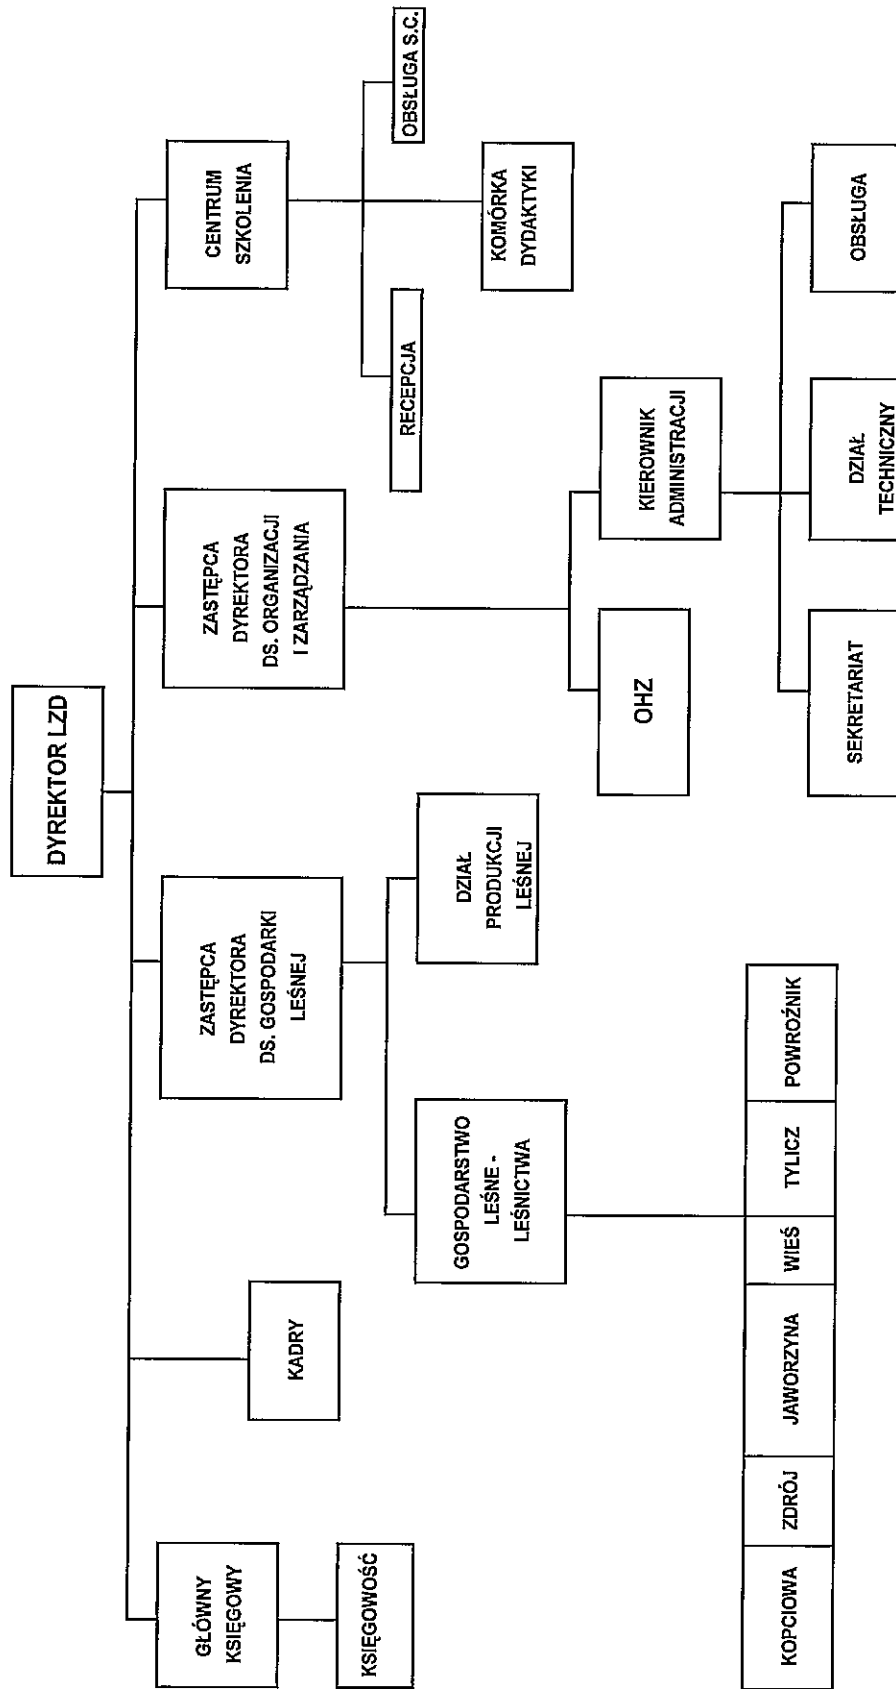 DYREKTOR LZD
GŁÓWNY
KSIĘGOWY
KADRY
ZASTĘPCA
DYREKTORA
DS. GOSPODARKI
LEŚNEJ
ZASTĘPCA
DYREKTORA
DS. ORGANIZACJI
I ZARZĄDZANIA
CENTRUM
SZKOLENIA
KSIĘGOWOŚĆ
GOSPODARSTWO
LEŚNE -
LEŚNICTWA
DZIAŁ
PRODUKCJI
LEŚNEJ
RECEPCJA
OBSŁUGA S.C.
KOMÓRKA
DYDAKTYKI
OHZ
KIEROWNIK
ADMINISTRACJI
KOPCIOWA
ZDRÓJ
JAWORZYNA
WIEŚ
TYLICZ
POWROŹNIK
SEKRETARIAT
DZIAŁ
TECHNICZNY
OBSŁUGA